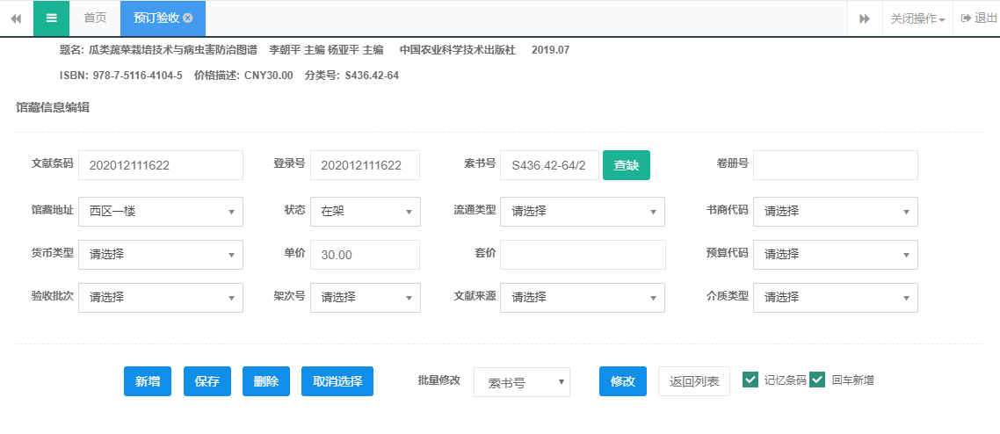 首页 预订验收 关闭操作 退出
题名: 瓜类蔬菜栽培技术与病虫害防治图谱 李朝平 主编 杨亚平 主编 中国农业科学技术出版社 2019.07
ISBN: 978-7-5116-4104-5 价格描述: CNY30.00 分类号: S436.42-64
馆藏信息编辑
文献条码 202012111622 登录号 202012111622 索书号 S436.42-64/2 查缺 卷册号
馆藏地址 西区一楼 状态 在架 流通类型 请选择 书商代码 请选择
货币类型 请选择 单价 30.00 套价 预算代码 请选择
验收批次 请选择 架次号 请选择 文献来源 请选择 介质类型 请选择
新增 保存 删除 取消选择 批量修改 索书号 修改 返回列表 记忆条码 回车新增